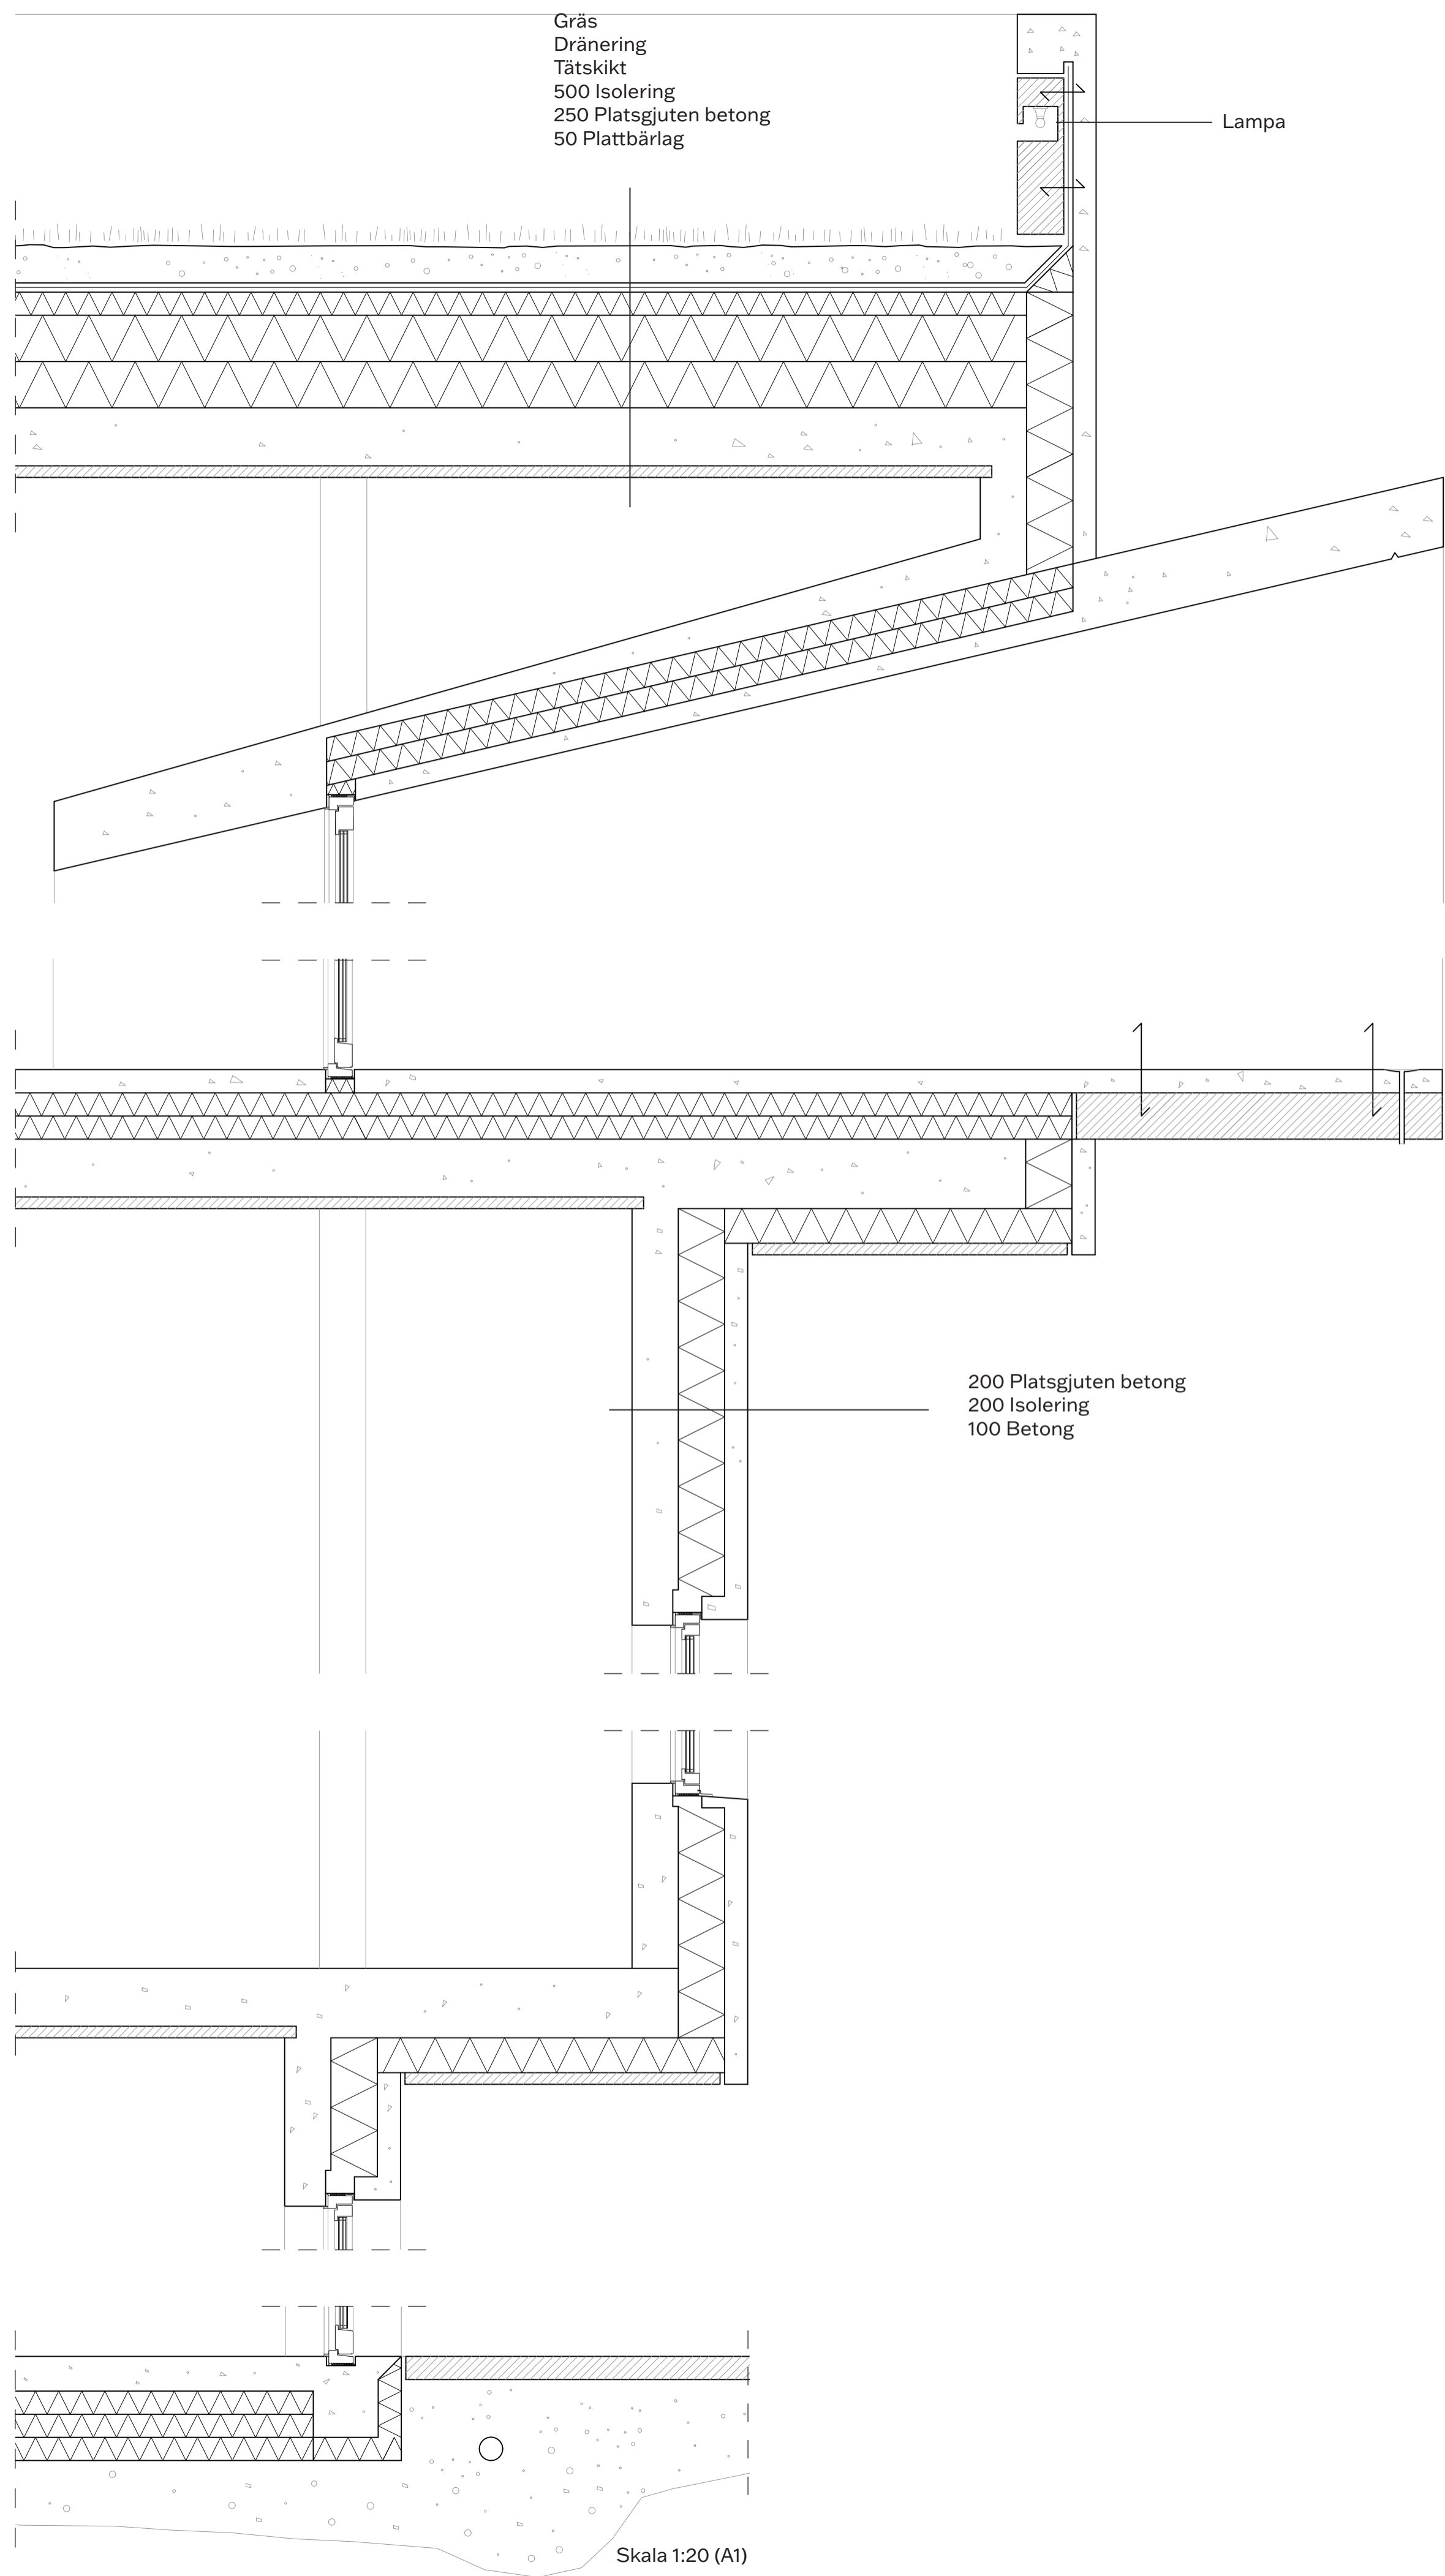 Gräs
Dränering
Tätskikt
500 Isolering
250 Platsgjuten betong
50 Plattbärlag
Lampa
200 Platsgjuten betong
200 Isolering
100 Betong
Skala 1:20 (A1)